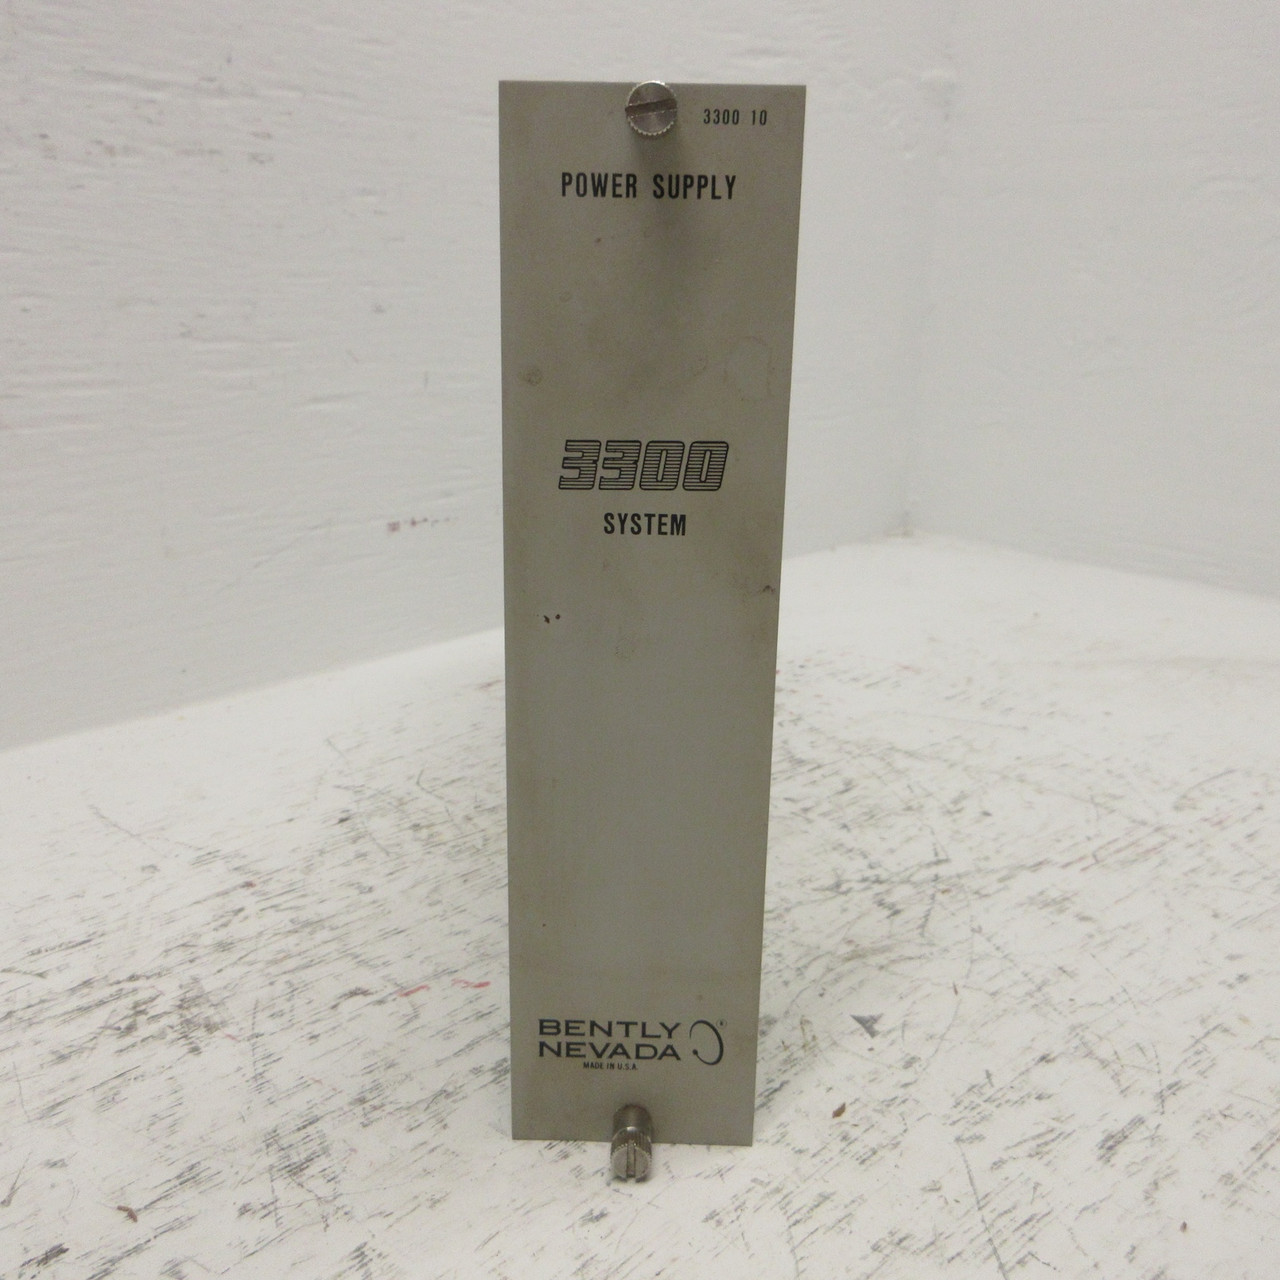 3300 10
POWER SUPPLY
3300
SYSTEM
BENTLY
NEVADA
MADE IN U.S.A.